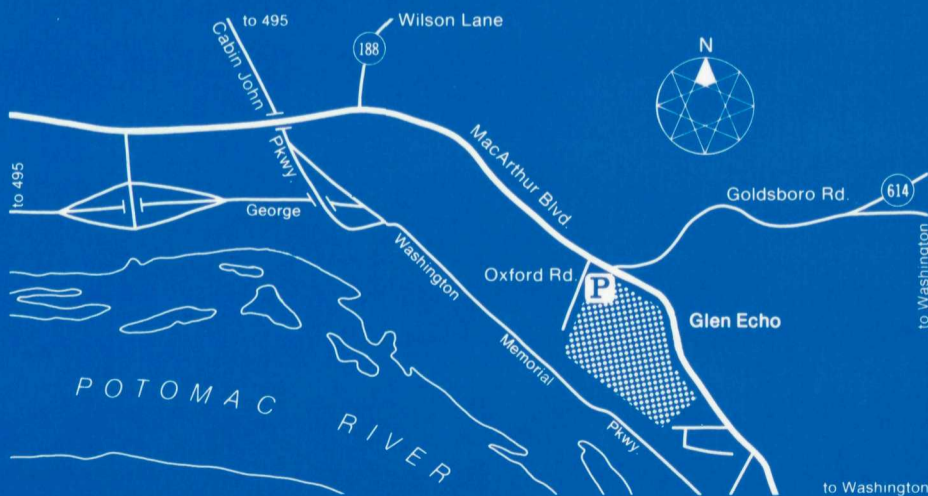 to 495
Wilson Lane
188
Cabin John
Pkwy.
N
MacArthur Blvd.
to 495
George
Washington
Memorial
Pkwy.
Goldsboro Rd.
614
to Washington
Oxford Rd.
P
Glen Echo
POTOMAC
RIVER
to Washington